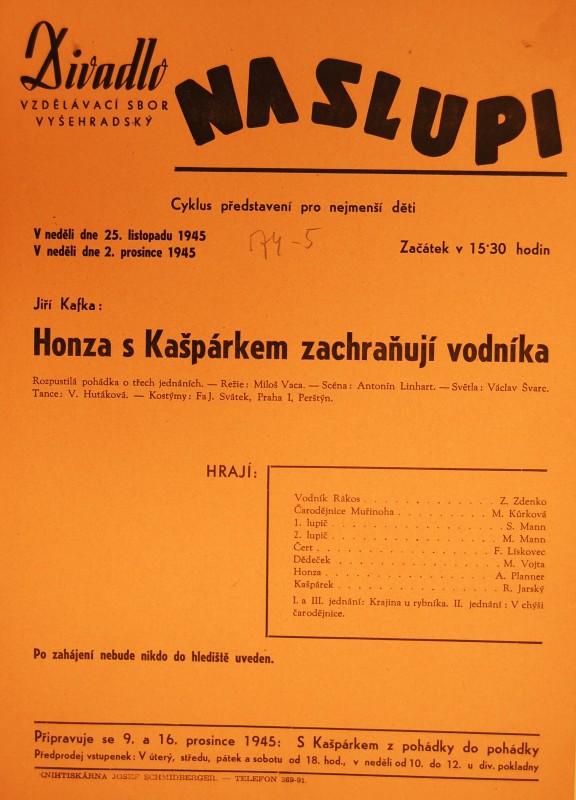 Divadlo
VZDĚLÁVACÍ SBOR
VYŠEHRADSKÝ
NA SLUPI
Cyklus představení pro nejmenší děti
V neděli dne 25. listopadu 1945
V neděli dne 2. prosince 1945
174-5
Začátek v 15·30 hodin
Jiří Kafka:
Honza s Kašpárkem zachraňují vodníka
Rozpustilá pohádka o třech jednáních. — Režie: Miloš Vaca. — Scéna: Antonín Linhart. — Světla: Václav Švarc.
Tance: V. Hutáková. — Kostýmy: Fa J. Svátek, Praha I, Perštýn.
HRAJÍ:
Vodník Rákos . . . . . . . . . . . . . . Z. Zdenko
Čarodějnice Muřinoha . . . . . . . . . . M. Kůrková
1. lupič . . . . . . . . . . . . . . . . S. Mann
2. lupič . . . . . . . . . . . . . . . . M. Mann
Čert . . . . . . . . . . . . . . . . . F. Lískovec
Dědeček . . . . . . . . . . . . . . . . M. Vojta
Honza . . . . . . . . . . . . . . . . . A. Planner
Kašpárek . . . . . . . . . . . . . . . . R. Jarský
I. a III. jednání: Krajina u rybníka. II. jednání: V chýši
čarodějnice.
Po zahájení nebude nikdo do hlediště uveden.
Připravuje se 9. a 16. prosince 1945: S Kašpárkem z pohádky do pohádky
Předprodej vstupenek: V úterý, středu, pátek a sobotu od 18. hod., v neděli od 10. do 12. u div. pokladny
KNIHTISKÁRNA JOSEF SCHMIDBERGER. — TELEFON 369-91.